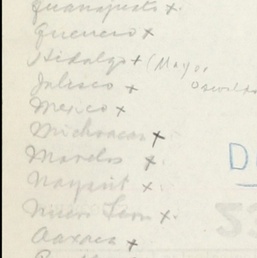 Guanajuato x
Guerrero x
Hidalgo + (Mayo,
Jalisco x
Mexico x
Michoacan +
Morelos x
Nayarit x
Nuevo Leon x
Oaxaca +
D